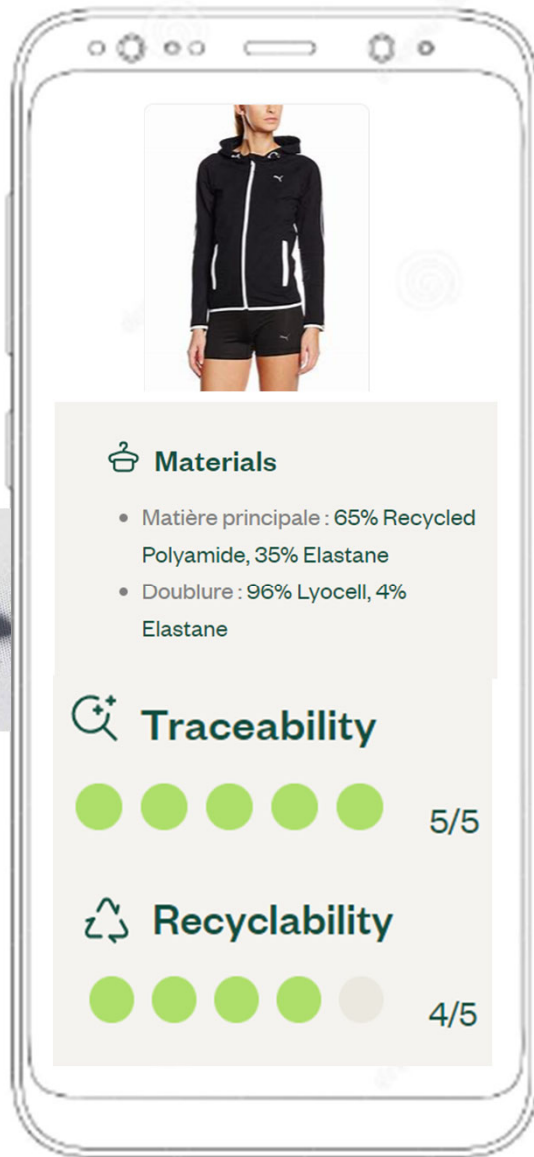 Materials
Matière principale : 65% Recycled
Polyamide, 35% Elastane
Doublure : 96% Lyocell, 4%
Elastane
Traceability
5/5
Recyclability
4/5